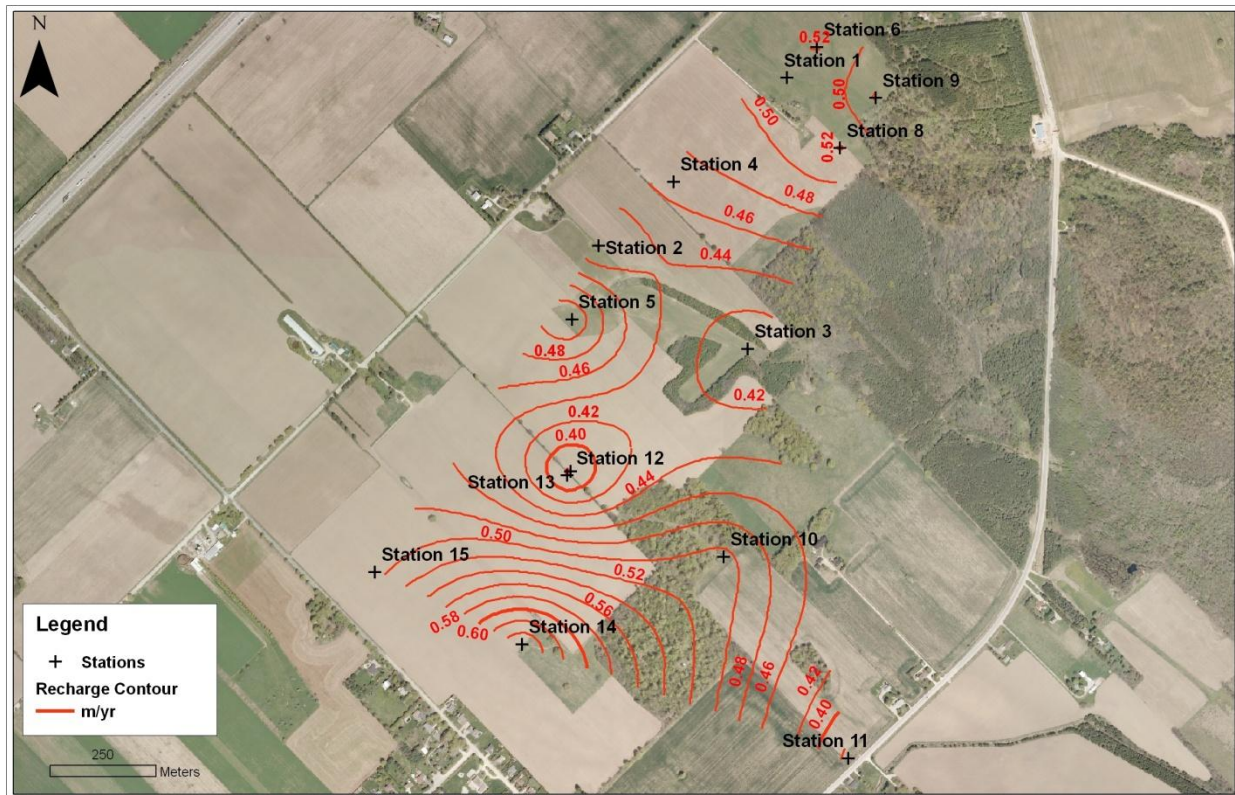 N
0.52
Station 6
Station 1
0.50
Station 9
0.50
0.52
Station 8
Station 4
0.48
0.46
Station 2
0.44
Station 5
0.48
Station 3
0.46
0.42
0.42
0.40
Station 12
Station 13
0.44
0.50
Station 10
Station 15
0.52
0.56
0.58
0.60
Station 14
0.48
0.46
0.42
0.40
Station 11
Legend
Stations
Recharge Contour
m/yr
250
Meters